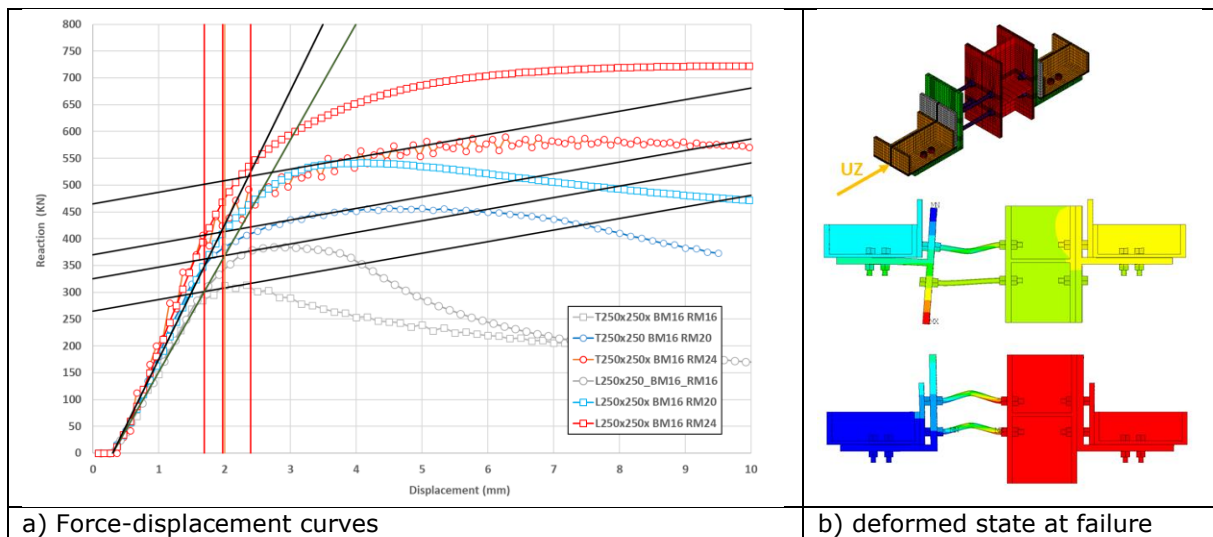 800
750
700
650
600
550
500
450
400
350
300
250
200
150
100
50
0
Reaction (KN)
0 1 2 3 4 5 6 7 8 9 10
Displacement (mm)
T250x250x BM16 RM16
T250x250 BM16 RM20
T250x250x BM16 RM24
L250x250_BM16_RM16
L250x250x BM16 RM20
L250x250x BM16 RM24
UZ
a) Force-displacement curves
b) deformed state at failure